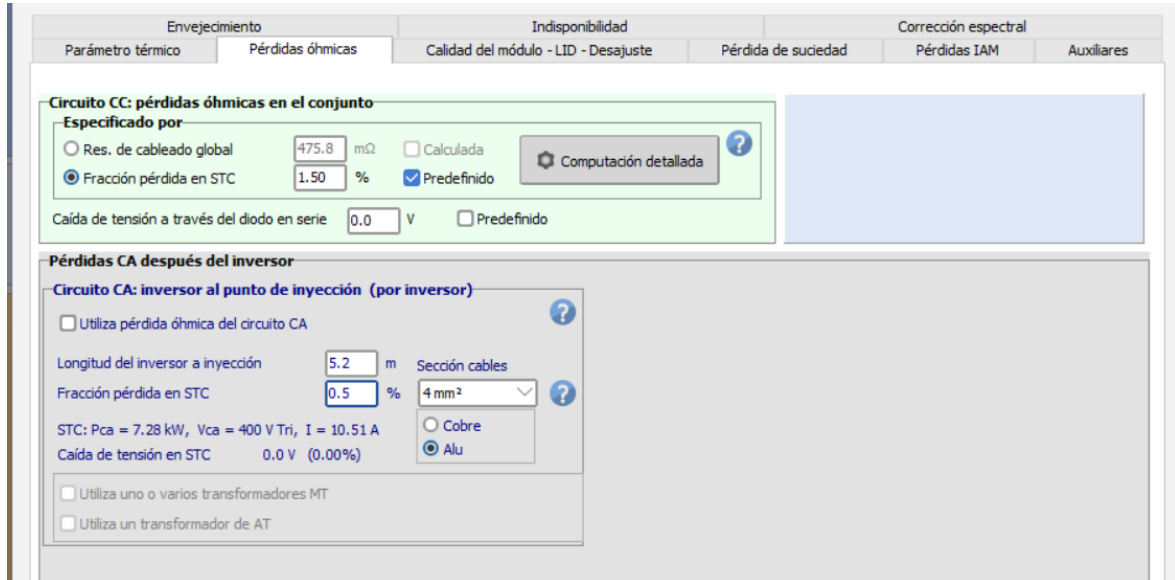 Envejecimiento Indisponibilidad Corrección espectral
Parámetro térmico Pérdidas óhmicas Calidad del módulo - LID - Desajuste Pérdida de suciedad Pérdidas IAM Auxiliares
Circuito CC: pérdidas óhmicas en el conjunto
Especificado por
Res. de cableado global 475.8 mΩ Calculada
Computación detallada ?
Fracción pérdida en STC 1.50 % Predefinido
Caída de tensión a través del diodo en serie 0.0 V Predefinido
Pérdidas CA después del inversor
Circuito CA: inversor al punto de inyección (por inversor)
Utiliza pérdida óhmica del circuito CA ?
Longitud del inversor a inyección 5.2 m Sección cables
Fracción pérdida en STC 0.5 % 4 mm² ?
STC: Pca = 7.28 kW, Vca = 400 V Tri, I = 10.51 A Cobre
Caída de tensión en STC 0.0 V (0.00%) Alu
Utiliza uno o varios transformadores MT
Utiliza un transformador de AT